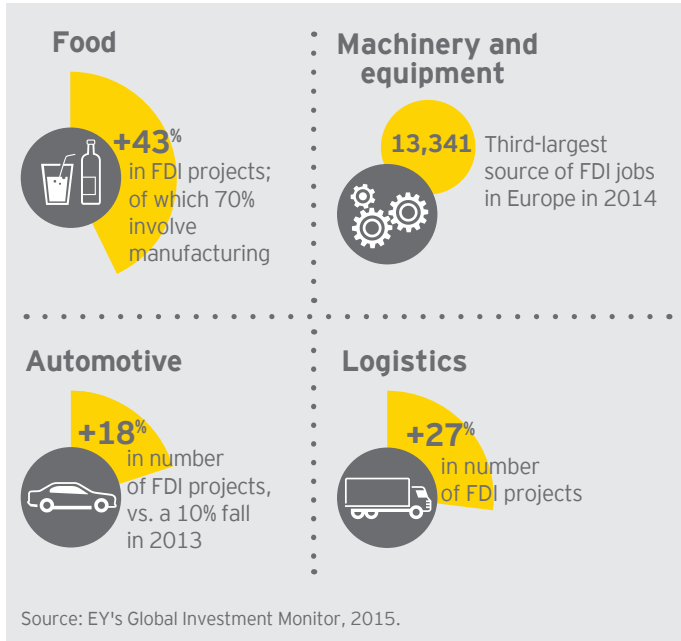 Food
+43%
in FDI projects;
of which 70%
involve
manufacturing
Machinery and
equipment
13,341
Third-largest
source of FDI jobs
in Europe in 2014
Automotive
+18%
in number
of FDI projects,
vs. a 10% fall
in 2013
Logistics
+27%
in number
of FDI projects
Source: EY's Global Investment Monitor, 2015.